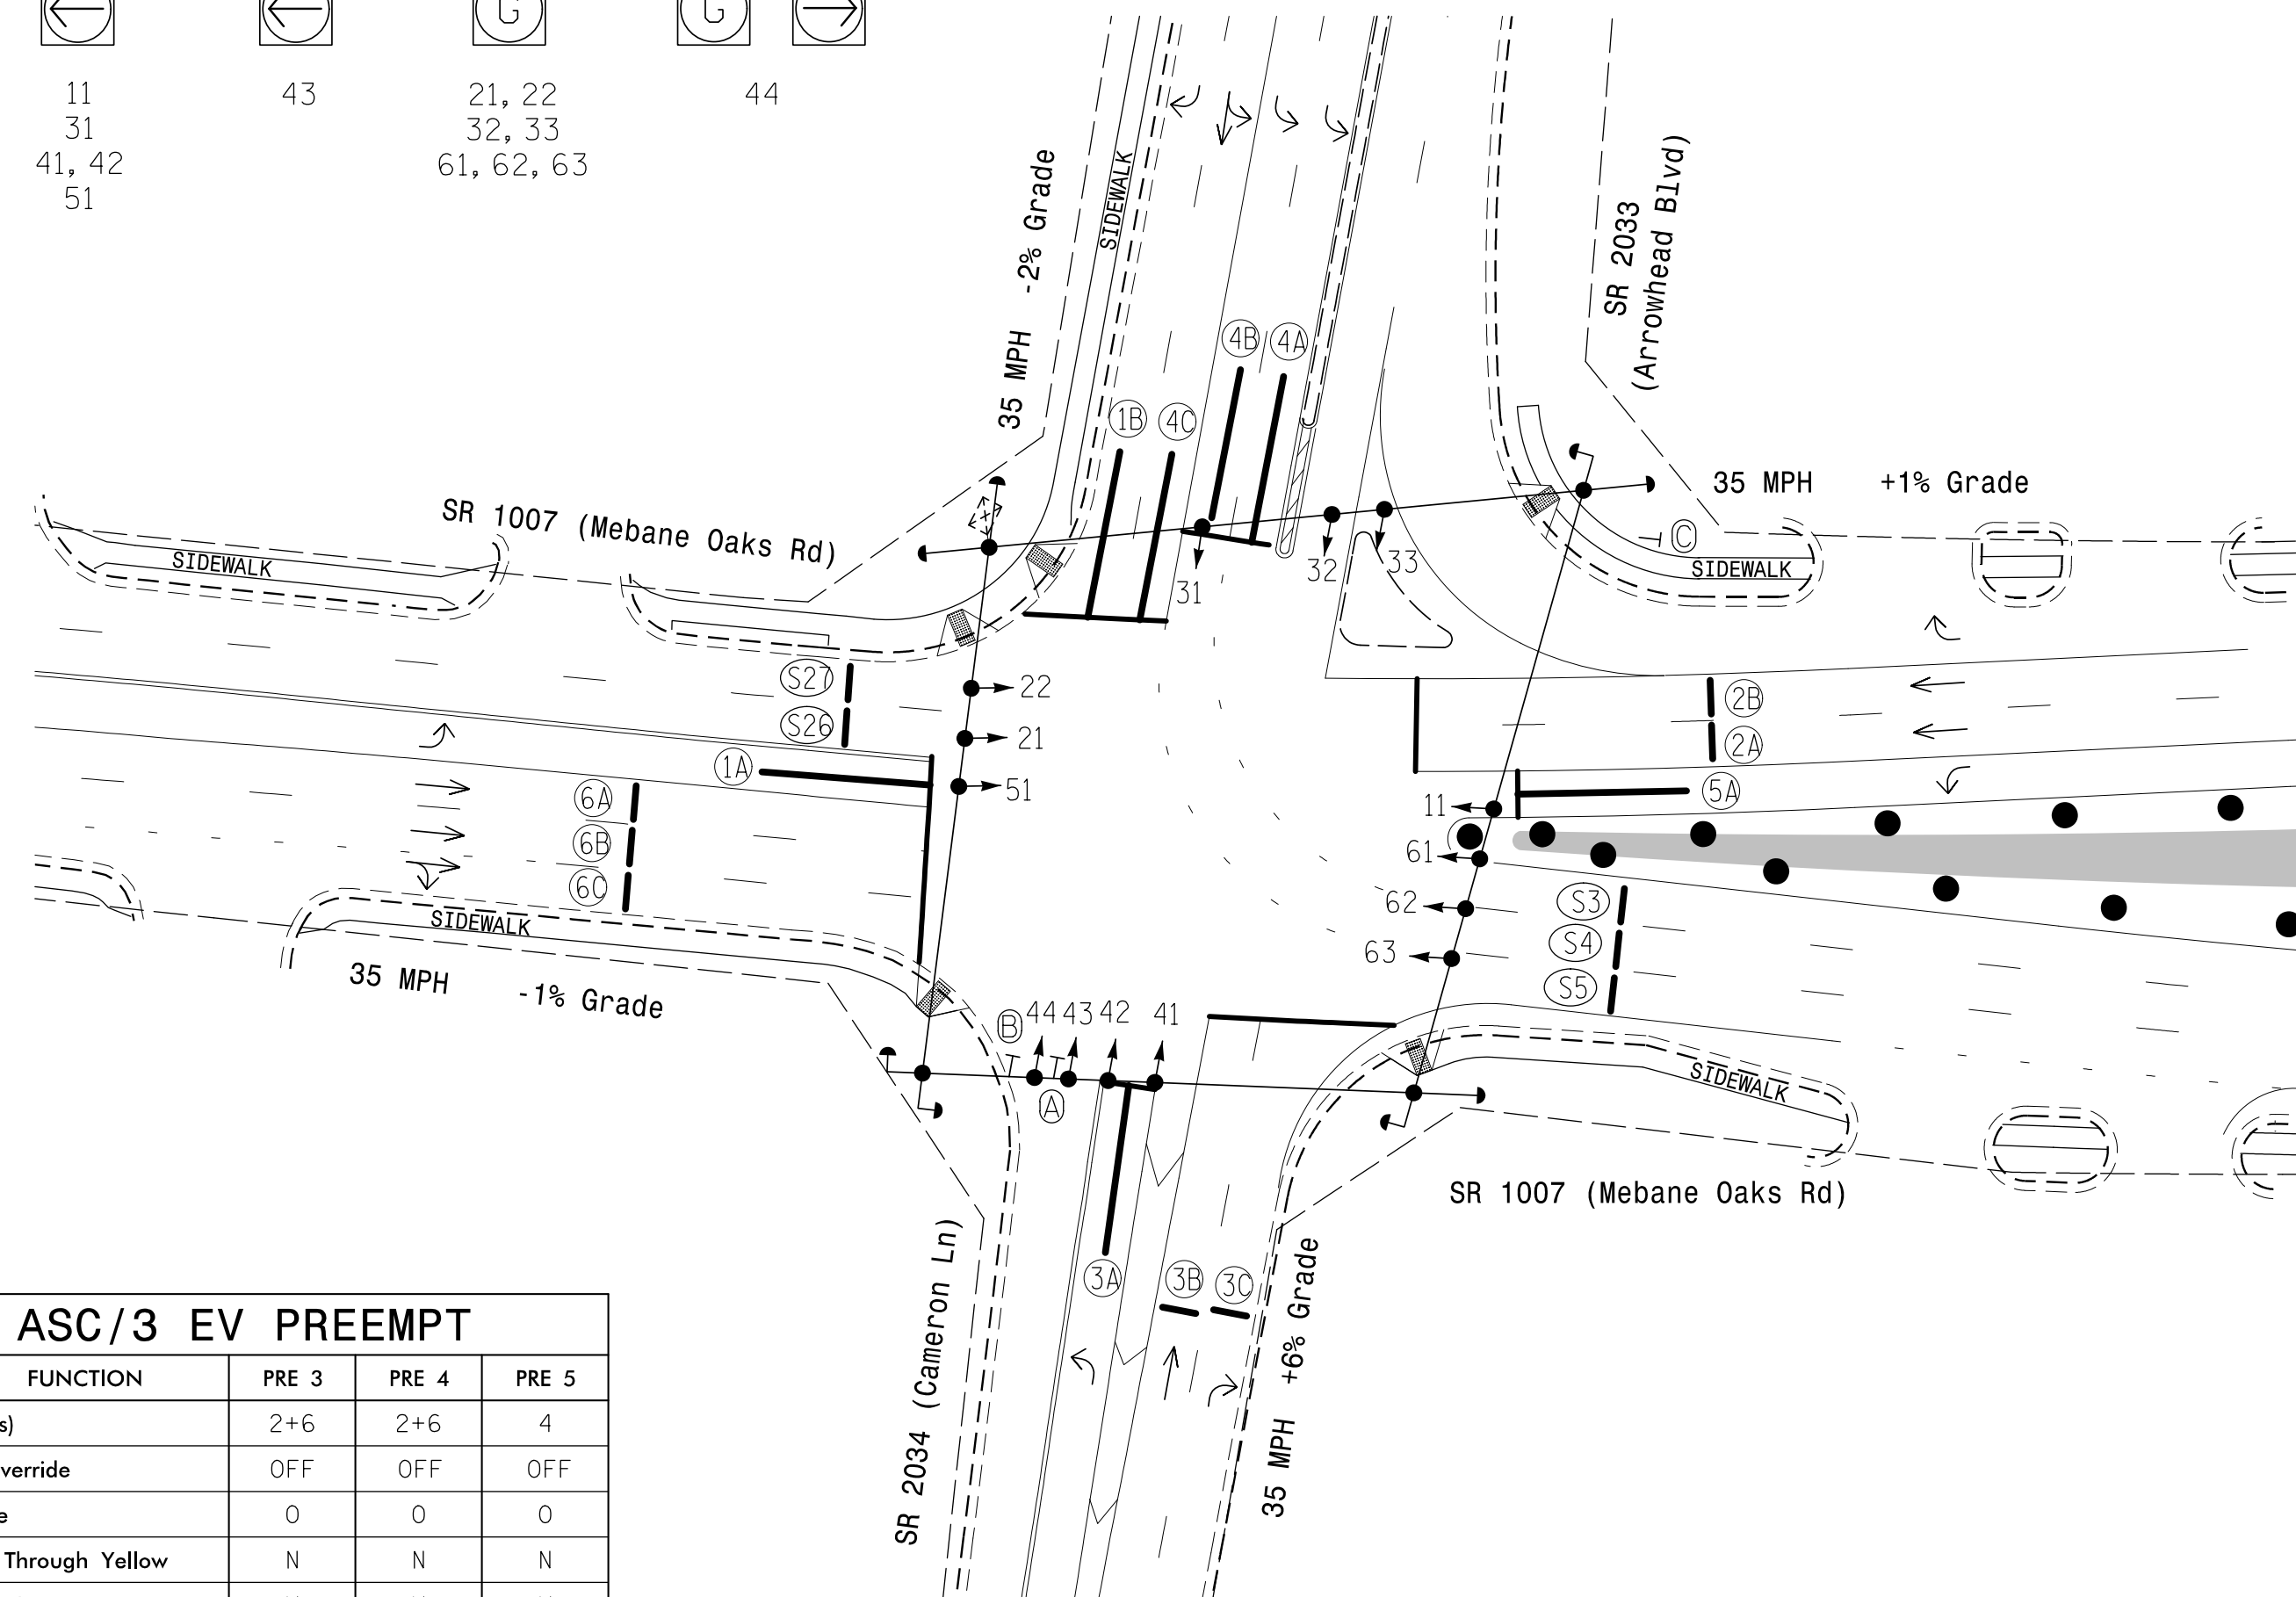 G G
11 43 21, 22 44
31 32, 33
41, 42 61, 62, 63
51
35 MPH -2% Grade
SIDEWALK
SR 2033
(Arrowhead Blvd)
4B 4A
1B 4C
SR 1007 (Mebane Oaks Rd)
35 MPH +1% Grade
SIDEWALK
C
SIDEWALK
31 32 33
S27
22
2B
S26
21
2A
1A
51
5A
6A
11
6B
61
6C
62
S3
SIDEWALK
63
S4
S5
35 MPH -1% Grade
B 44 43 42 41
A
SIDEWALK
SR 1007 (Mebane Oaks Rd)
3A 3B 3C
SR 2034 (Cameron Ln)
35 MPH +6% Grade
ASC/3 EV PREEMPT
FUNCTION PRE 3 PRE 4 PRE 5
s) 2+6 2+6 4
verride OFF OFF OFF
e 0 0 0
Through Yellow N N N